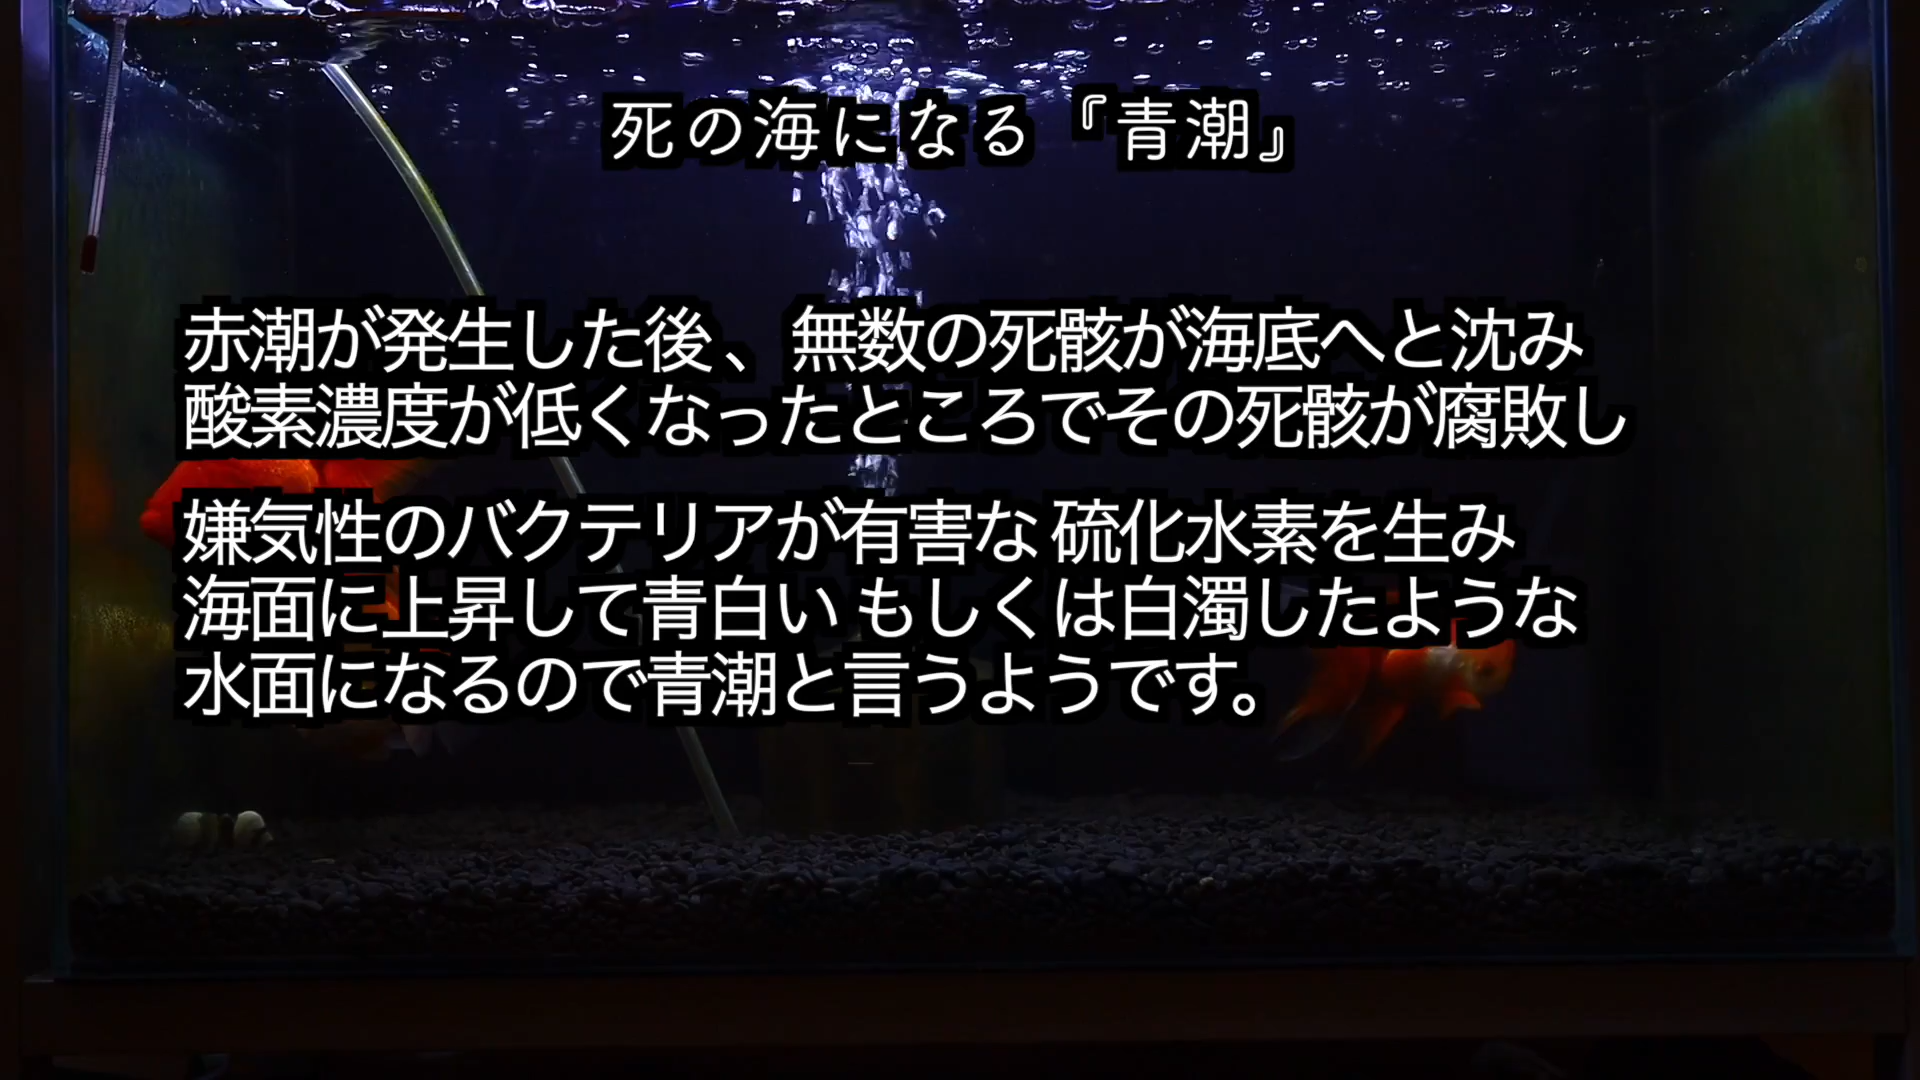 死の海になる『青潮』
赤潮が発生した後、無数の死骸が海底へと沈み
酸素濃度が低くなったところでその死骸が腐敗し
嫌気性のバクテリアが有害な硫化水素を生み
海面に上昇して青白い もしくは白濁したような
水面になるので青潮と言うようです。